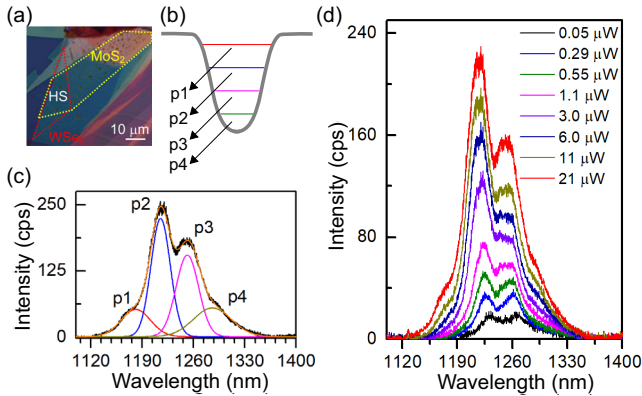 (a)
MoS2
HS
WSe2
10 μm
(b)
p1
p2
p3
p4
(c)
Intensity (cps)
250
125
0
p1
p2
p3
p4
1120 1190 1260 1330 1400
Wavelength (nm)
(d)
Intensity (cps)
240
160
80
0
0.05 μW
0.29 μW
0.55 μW
1.1 μW
3.0 μW
6.0 μW
11 μW
21 μW
1120 1190 1260 1330 1400
Wavelength (nm)